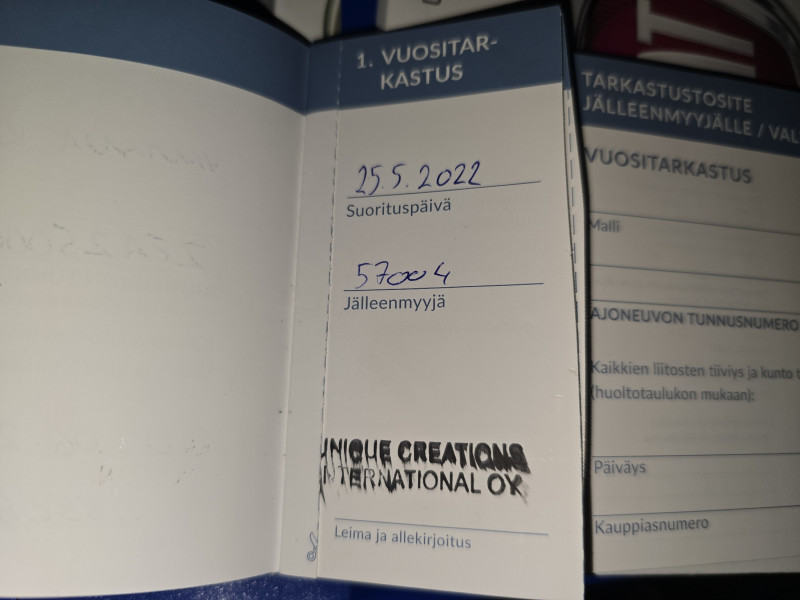 1. VUOSITAR-
KASTUS
25.5.2022
Suorituspäivä
57004
Jälleenmyyjä
UNIQUE CREATIONS
INTERNATIONAL OY
Leima ja allekirjoitus
TARKASTUSTOSITE
JÄLLEENMYYJÄLLE / VAL
VUOSITARKASTUS
Malli
AJONEUVON TUNNUSNUMERO
Kaikkien liitosten tiiviys ja kunto t
(huoltotaulukon mukaan):
Päiväys
Kauppiasnumero